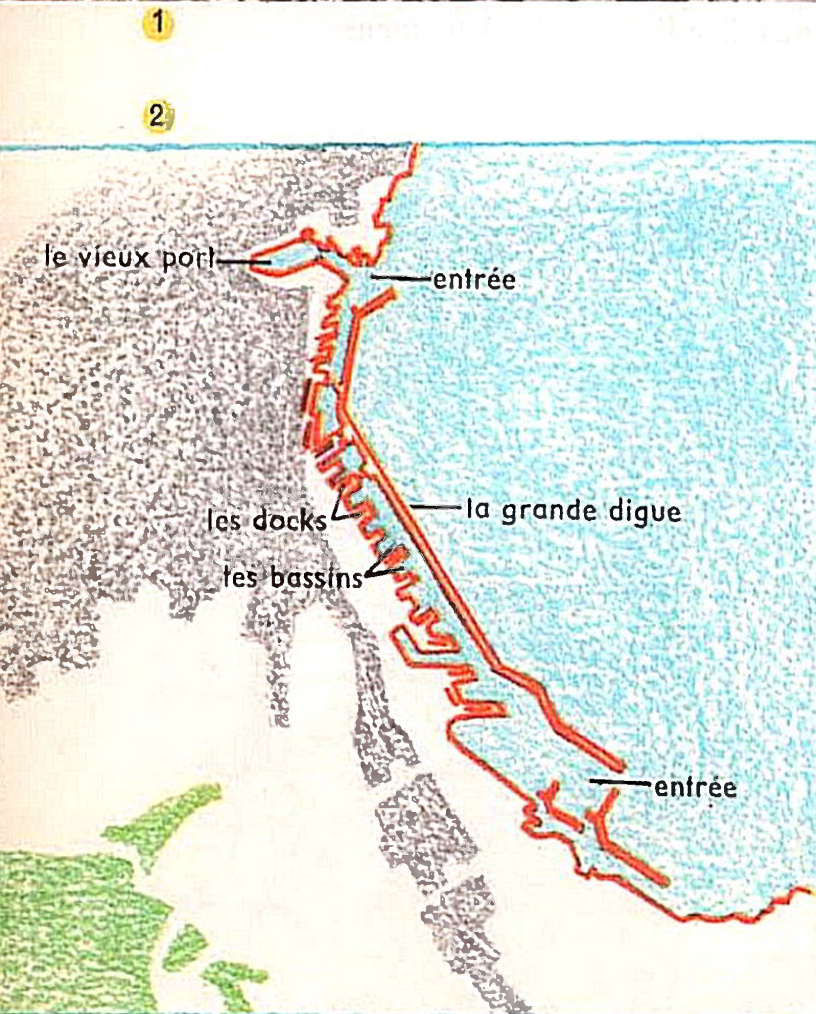 1
2
le vieux port
entrée
les docks
la grande digue
les bassins
entrée